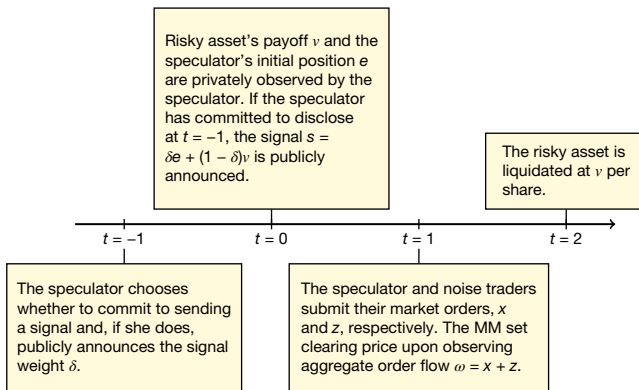 Risky asset's payoff v and the
speculator's initial position e
are privately observed by the
speculator. If the speculator
has committed to disclose
at t = −1, the signal s =
δe + (1 − δ)v is publicly
announced.
The risky asset is
liquidated at v per
share.
t = −1
t = 0
t = 1
t = 2
The speculator chooses
whether to commit to sending
a signal and, if she does,
publicly announces the signal
weight δ.
The speculator and noise traders
submit their market orders, x
and z, respectively. The MM set
clearing price upon observing
aggregate order flow ω = x + z.